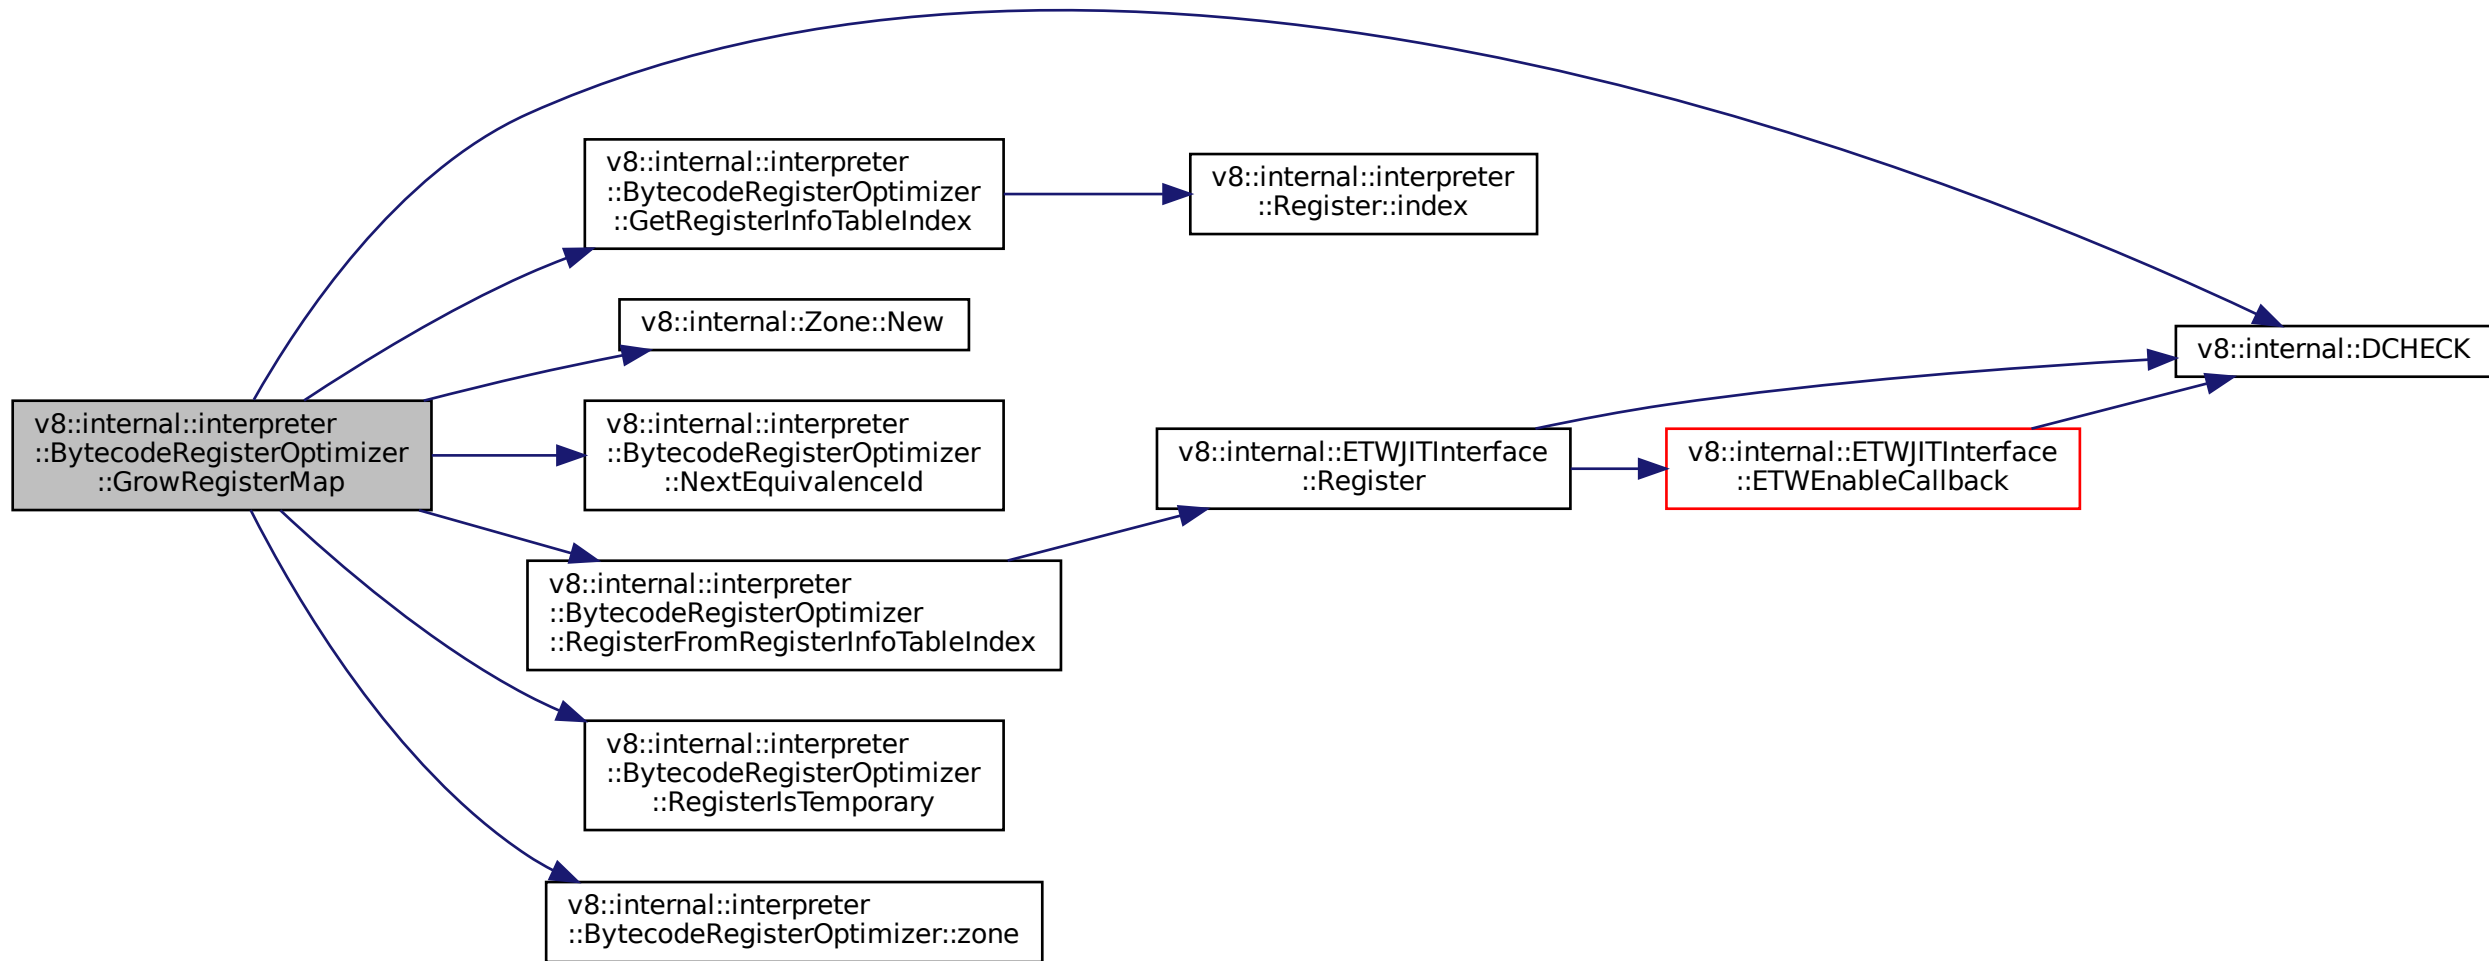 v8::internal::interpreter
::BytecodeRegisterOptimizer
::GrowRegisterMap
v8::internal::interpreter
::BytecodeRegisterOptimizer
::GetRegisterInfoTableIndex
v8::internal::interpreter
::Register::index
v8::internal::Zone::New
v8::internal::DCHECK
v8::internal::interpreter
::BytecodeRegisterOptimizer
::NextEquivalenceId
v8::internal::interpreter
::BytecodeRegisterOptimizer
::RegisterFromRegisterInfoTableIndex
v8::internal::ETWJITInterface
::Register
v8::internal::ETWJITInterface
::ETWEnableCallback
v8::internal::interpreter
::BytecodeRegisterOptimizer
::RegisterIsTemporary
v8::internal::interpreter
::BytecodeRegisterOptimizer::zone